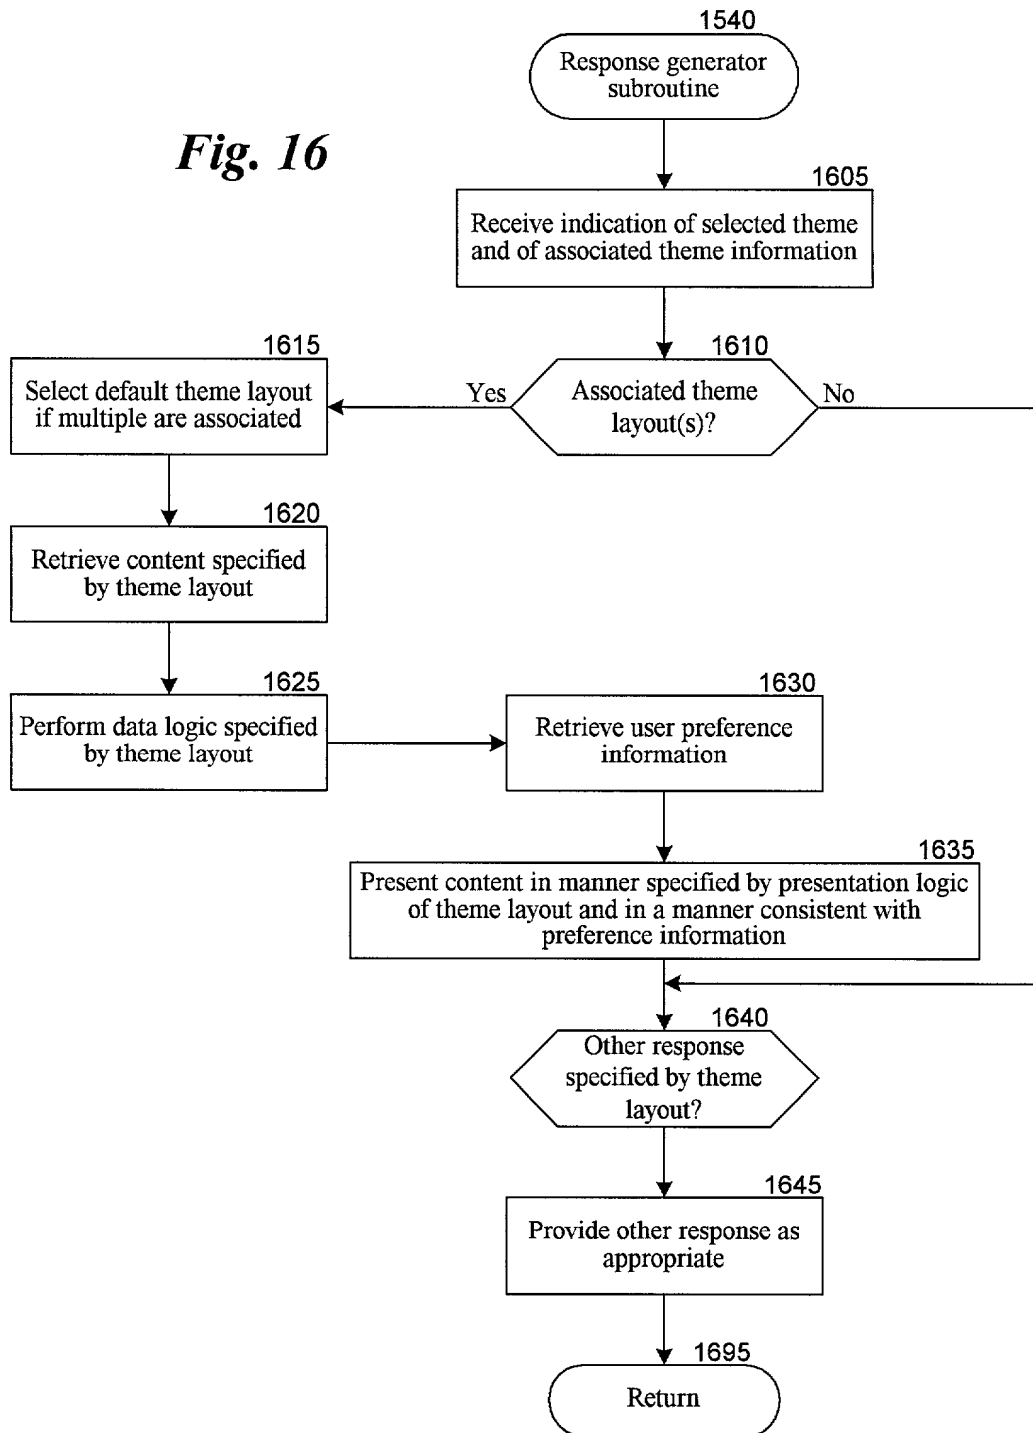 1540
Response generator
subroutine
Fig. 16
1605
Receive indication of selected theme
and of associated theme information
1610
Associated theme
layout(s)?
Yes
No
1615
Select default theme layout
if multiple are associated
1620
Retrieve content specified
by theme layout
1625
Perform data logic specified
by theme layout
1630
Retrieve user preference
information
1635
Present content in manner specified by presentation logic
of theme layout and in a manner consistent with
preference information
1640
Other response
specified by theme
layout?
1645
Provide other response as
appropriate
1695
Return